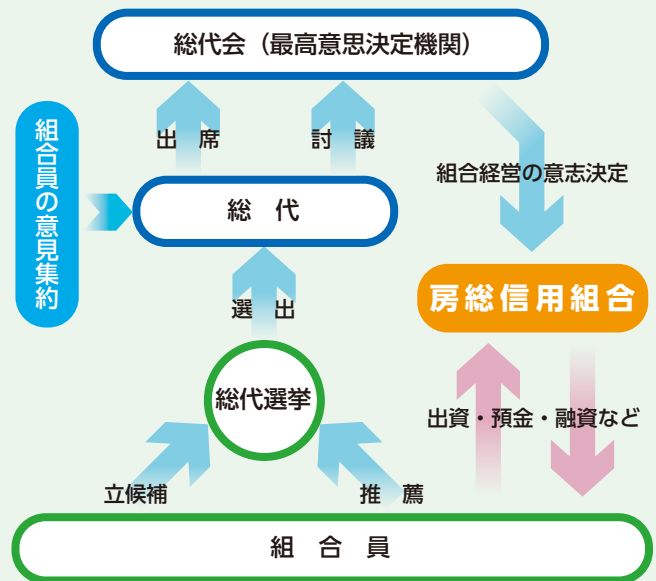 総代会（最高意思決定機関）
出　席
討　議
組合員の意見集約
組合経営の意志決定
総　代
房総信用組合
選　出
総代選挙
出資・預金・融資など
立候補
推　薦
組　合　員